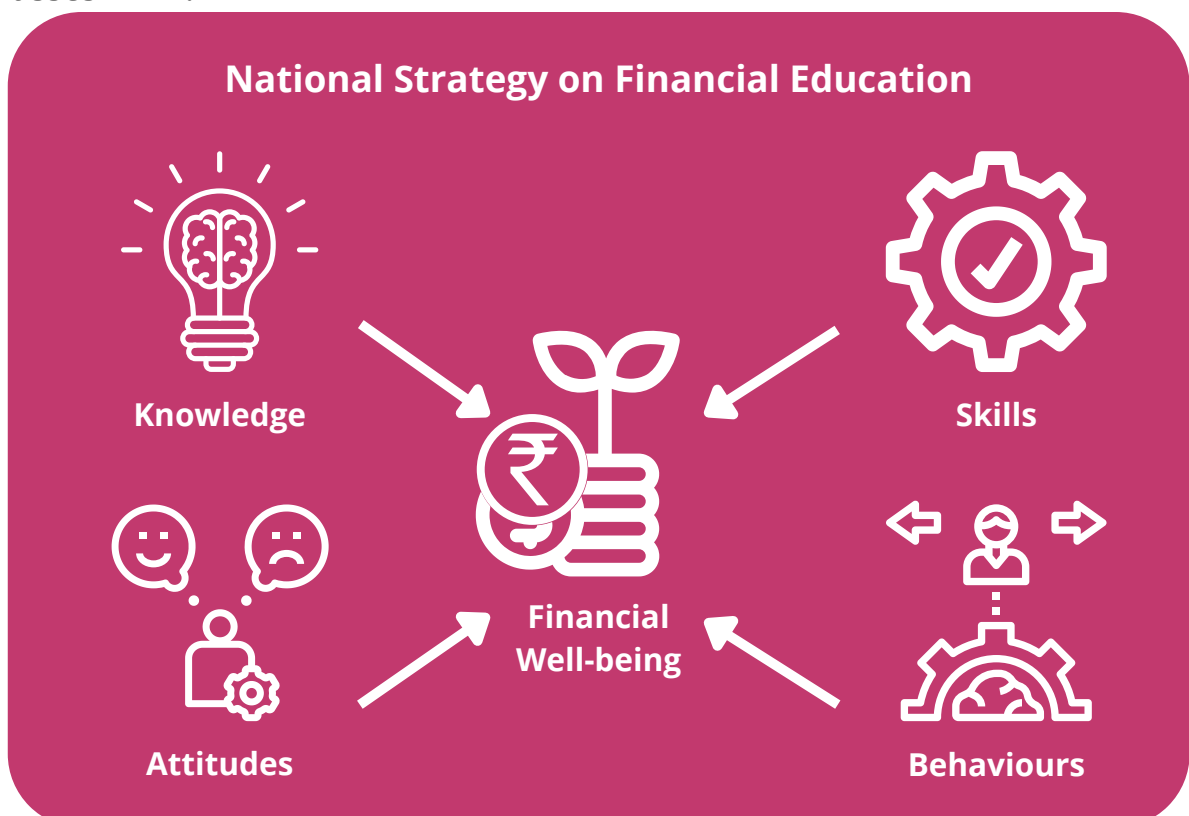 National Strategy on Financial Education
Knowledge
Skills
₹
Financial
Well-being
Attitudes
Behaviours